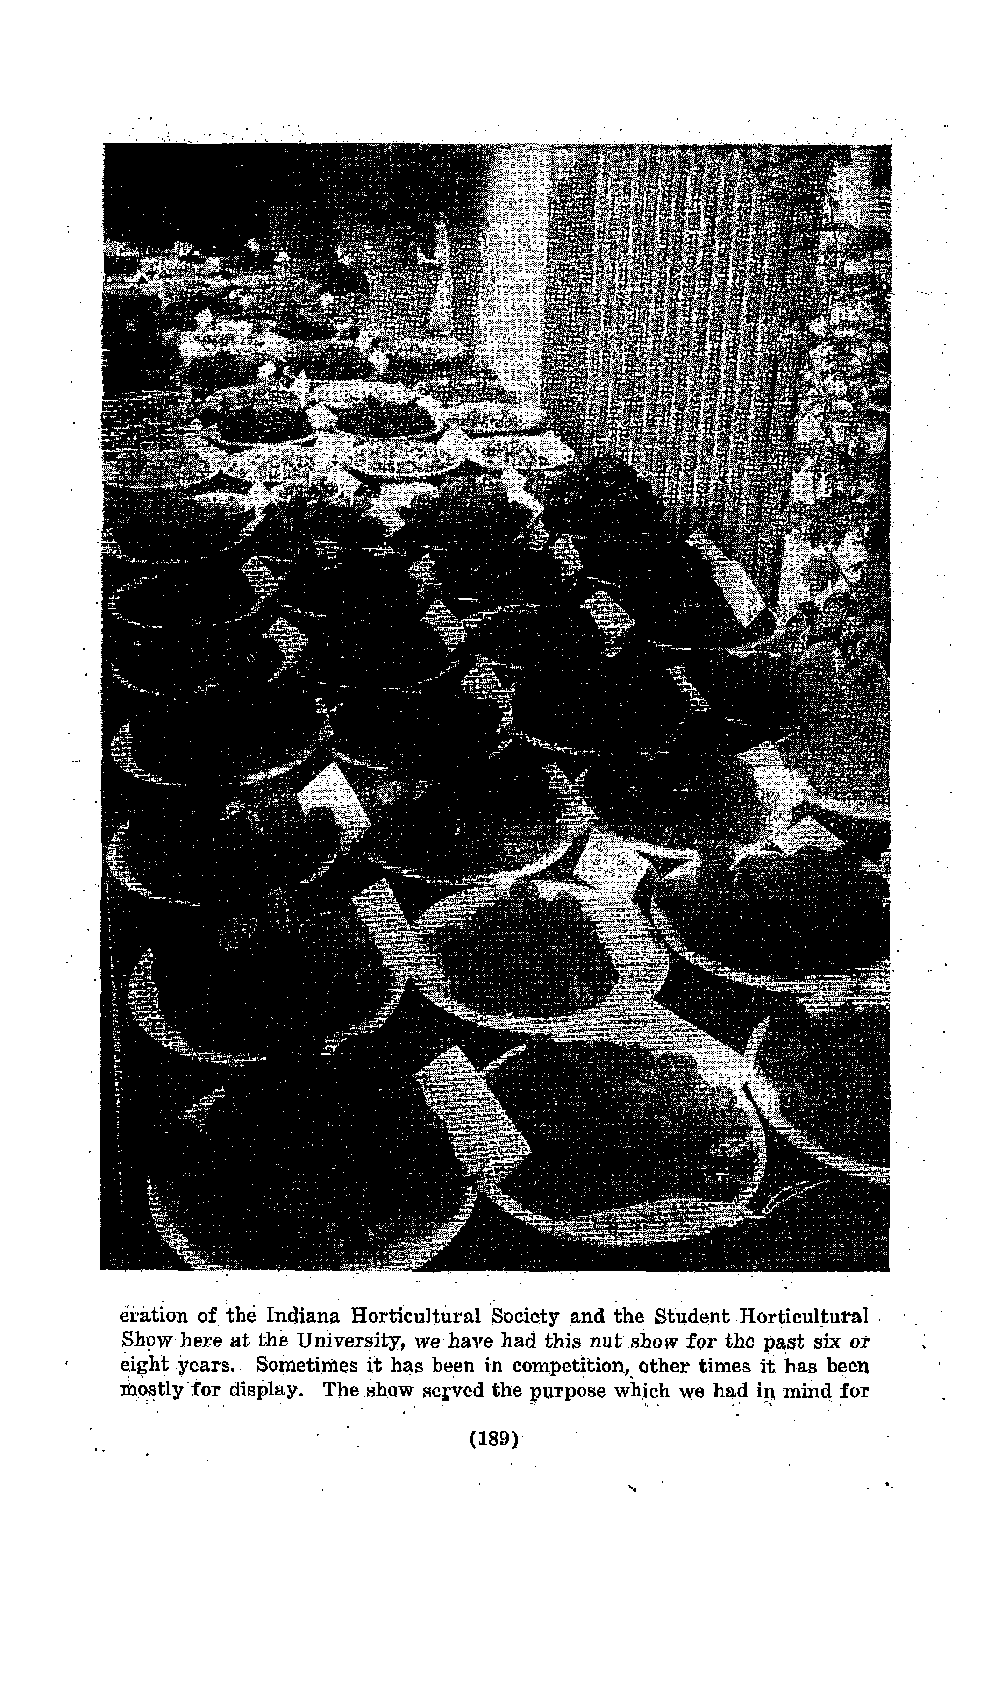 eration of the Indiana Horticultural Society and the Student Horticultural
Show here at the University, we have had this nut show for the past six or
eight years. Sometimes it has been in competition, other times it has been
mostly for display. The show served the purpose which we had in mind for
(189)